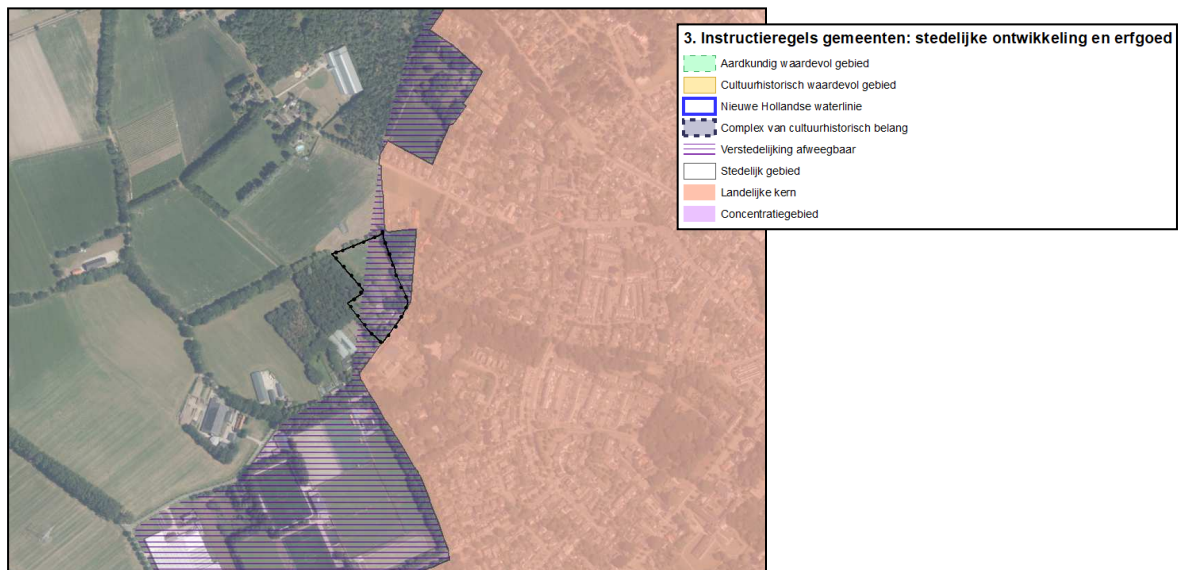 3. Instructieregels gemeenten: stedelijke ontwikkeling en erfgoed
Aardkundig waardevol gebied
Cultuurhistorisch waardevol gebied
Nieuwe Hollandse waterlinie
Complex van cultuurhistorisch belang
Verstedelijking afweegbaar
Stedelijk gebied
Landelijke kern
Concentratiegebied